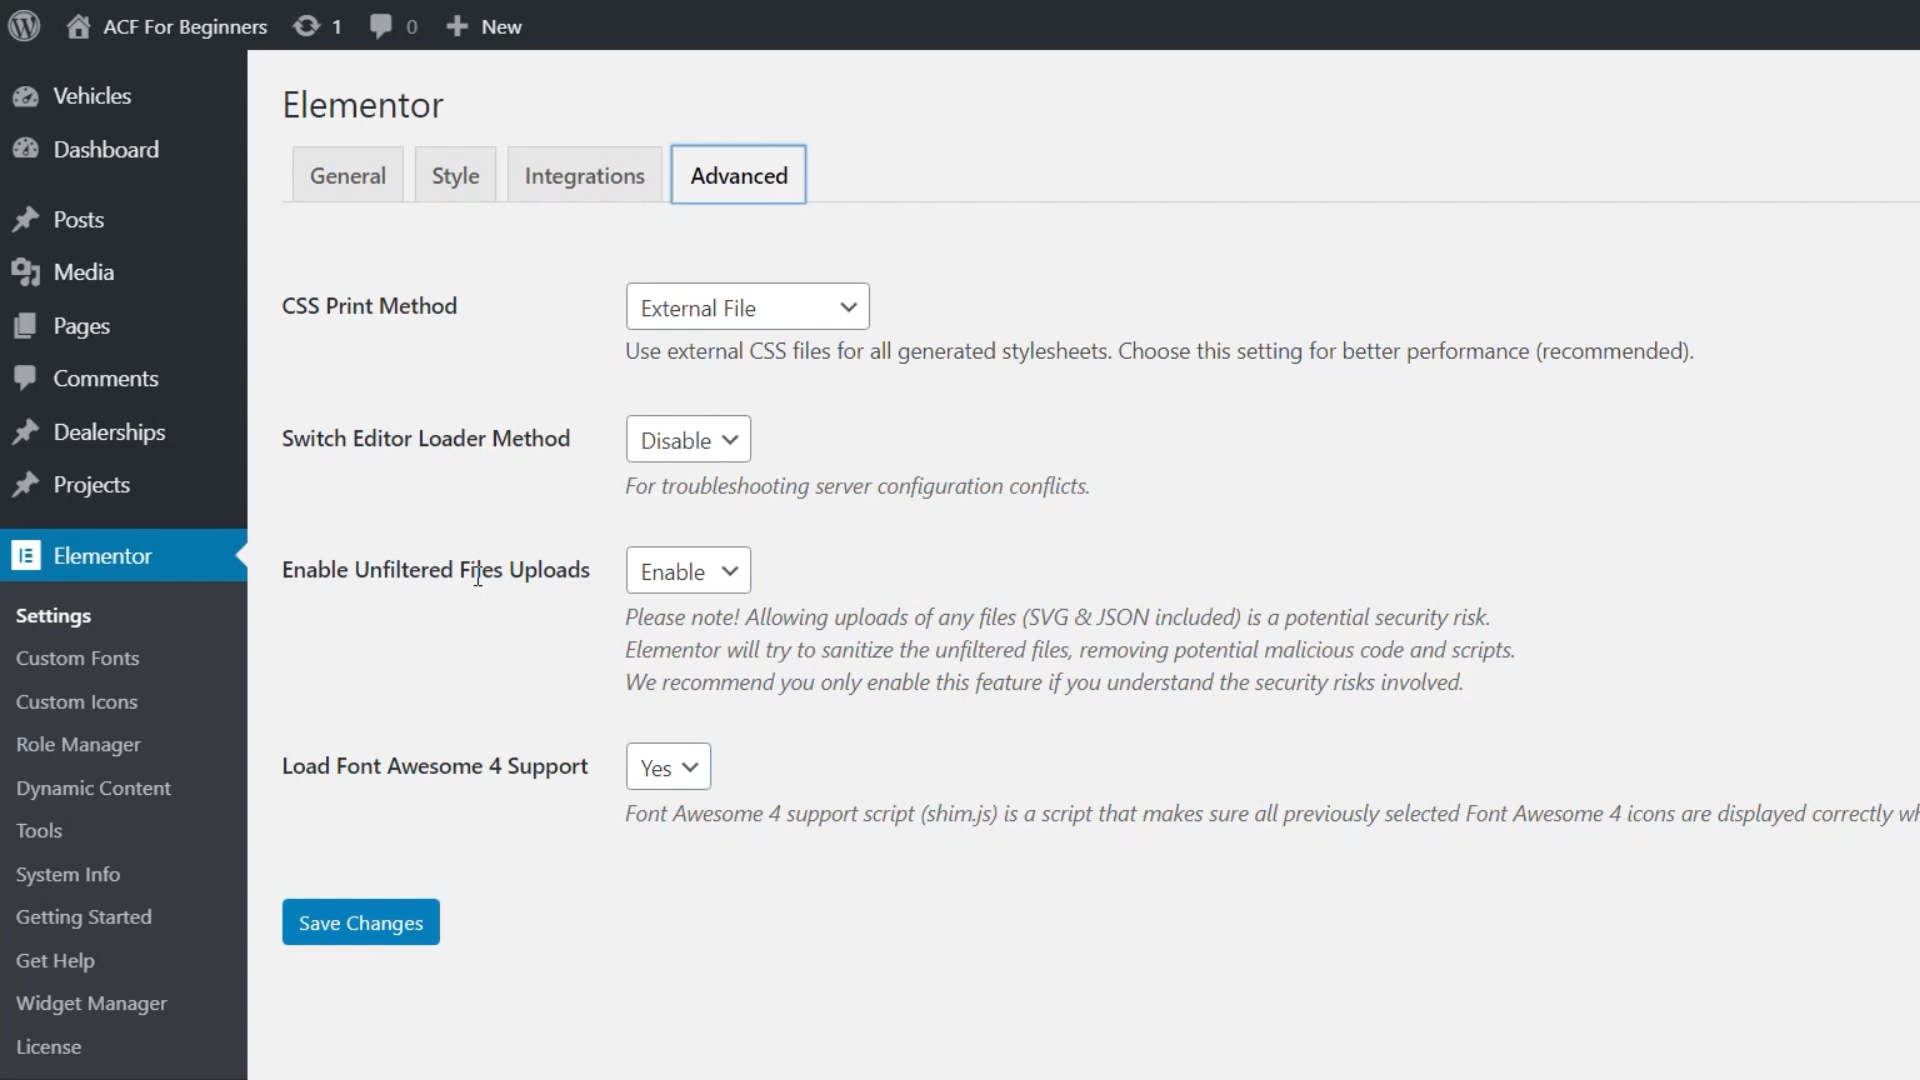 ACF For Beginners 1 0 New
Vehicles
Dashboard
Posts
Media
Pages
Comments
Dealerships
Projects
Elementor
Settings
Custom Fonts
Custom Icons
Role Manager
Dynamic Content
Tools
System Info
Getting Started
Get Help
Widget Manager
License
Elementor
General Style Integrations Advanced
CSS Print Method External File
Use external CSS files for all generated stylesheets. Choose this setting for better performance (recommended).
Switch Editor Loader Method Disable
For troubleshooting server configuration conflicts.
Enable Unfiltered Files Uploads Enable
Please note! Allowing uploads of any files (SVG & JSON included) is a potential security risk.
Elementor will try to sanitize the unfiltered files, removing potential malicious code and scripts.
We recommend you only enable this feature if you understand the security risks involved.
Load Font Awesome 4 Support Yes
Font Awesome 4 support script (shim.js) is a script that makes sure all previously selected Font Awesome 4 icons are displayed correctly
Save Changes